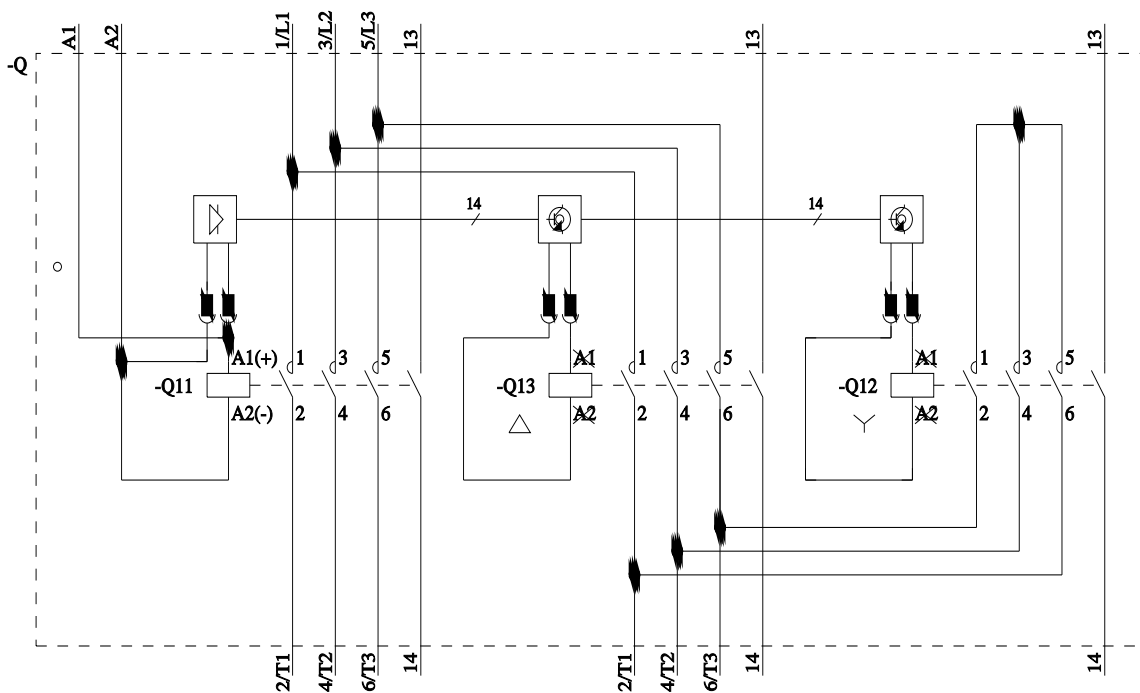 A1 A2 1/L1 3/L2 5/L3 13 13 13
-Q
14 14
A1(+) 1 3 5 A1 1 3 5 A1 1 3 5
-Q11 -Q13 -Q12
A2(-) 2 4 6 A2 2 4 6 A2 2 4 6
2/T1 4/T2 6/T3 14 2/T1 4/T2 6/T3 14 14